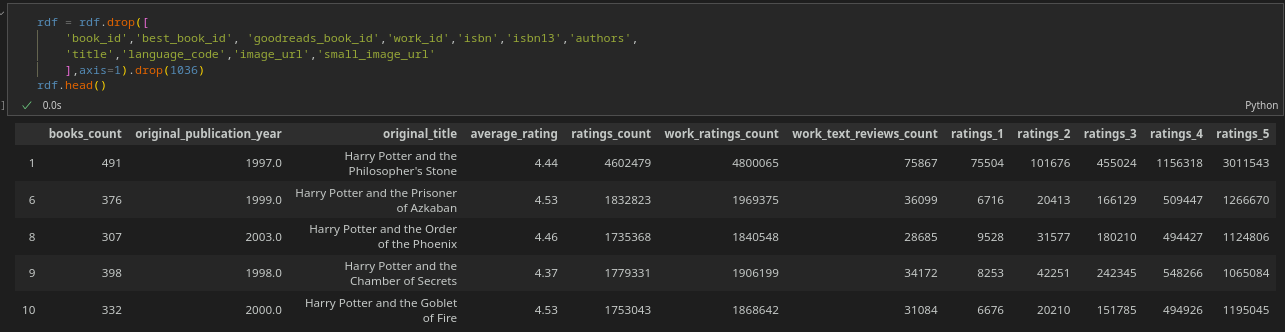 rdf = rdf.drop([
'book_id','best_book_id', 'goodreads_book_id','work_id','isbn','isbn13','authors',
'title','language_code','image_url','small_image_url'
],axis=1).drop(1036)
rdf.head()
] ✓ 0.0s Python
books_count original_publication_year original_title average_rating ratings_count work_ratings_count work_text_reviews_count ratings_1 ratings_2 ratings_3 ratings_4 ratings_5
1 491 1997.0 Harry Potter and the 4.44 4602479 4800065 75867 75504 101676 455024 1156318 3011543
Philosopher's Stone
6 376 1999.0 Harry Potter and the Prisoner 4.53 1832823 1969375 36099 6716 20413 166129 509447 1266670
of Azkaban
8 307 2003.0 Harry Potter and the Order 4.46 1735368 1840548 28685 9528 31577 180210 494427 1124806
of the Phoenix
9 398 1998.0 Harry Potter and the 4.37 1779331 1906199 34172 8253 42251 242345 548266 1065084
Chamber of Secrets
10 332 2000.0 Harry Potter and the Goblet 4.53 1753043 1868642 31084 6676 20210 151785 494926 1195045
of Fire